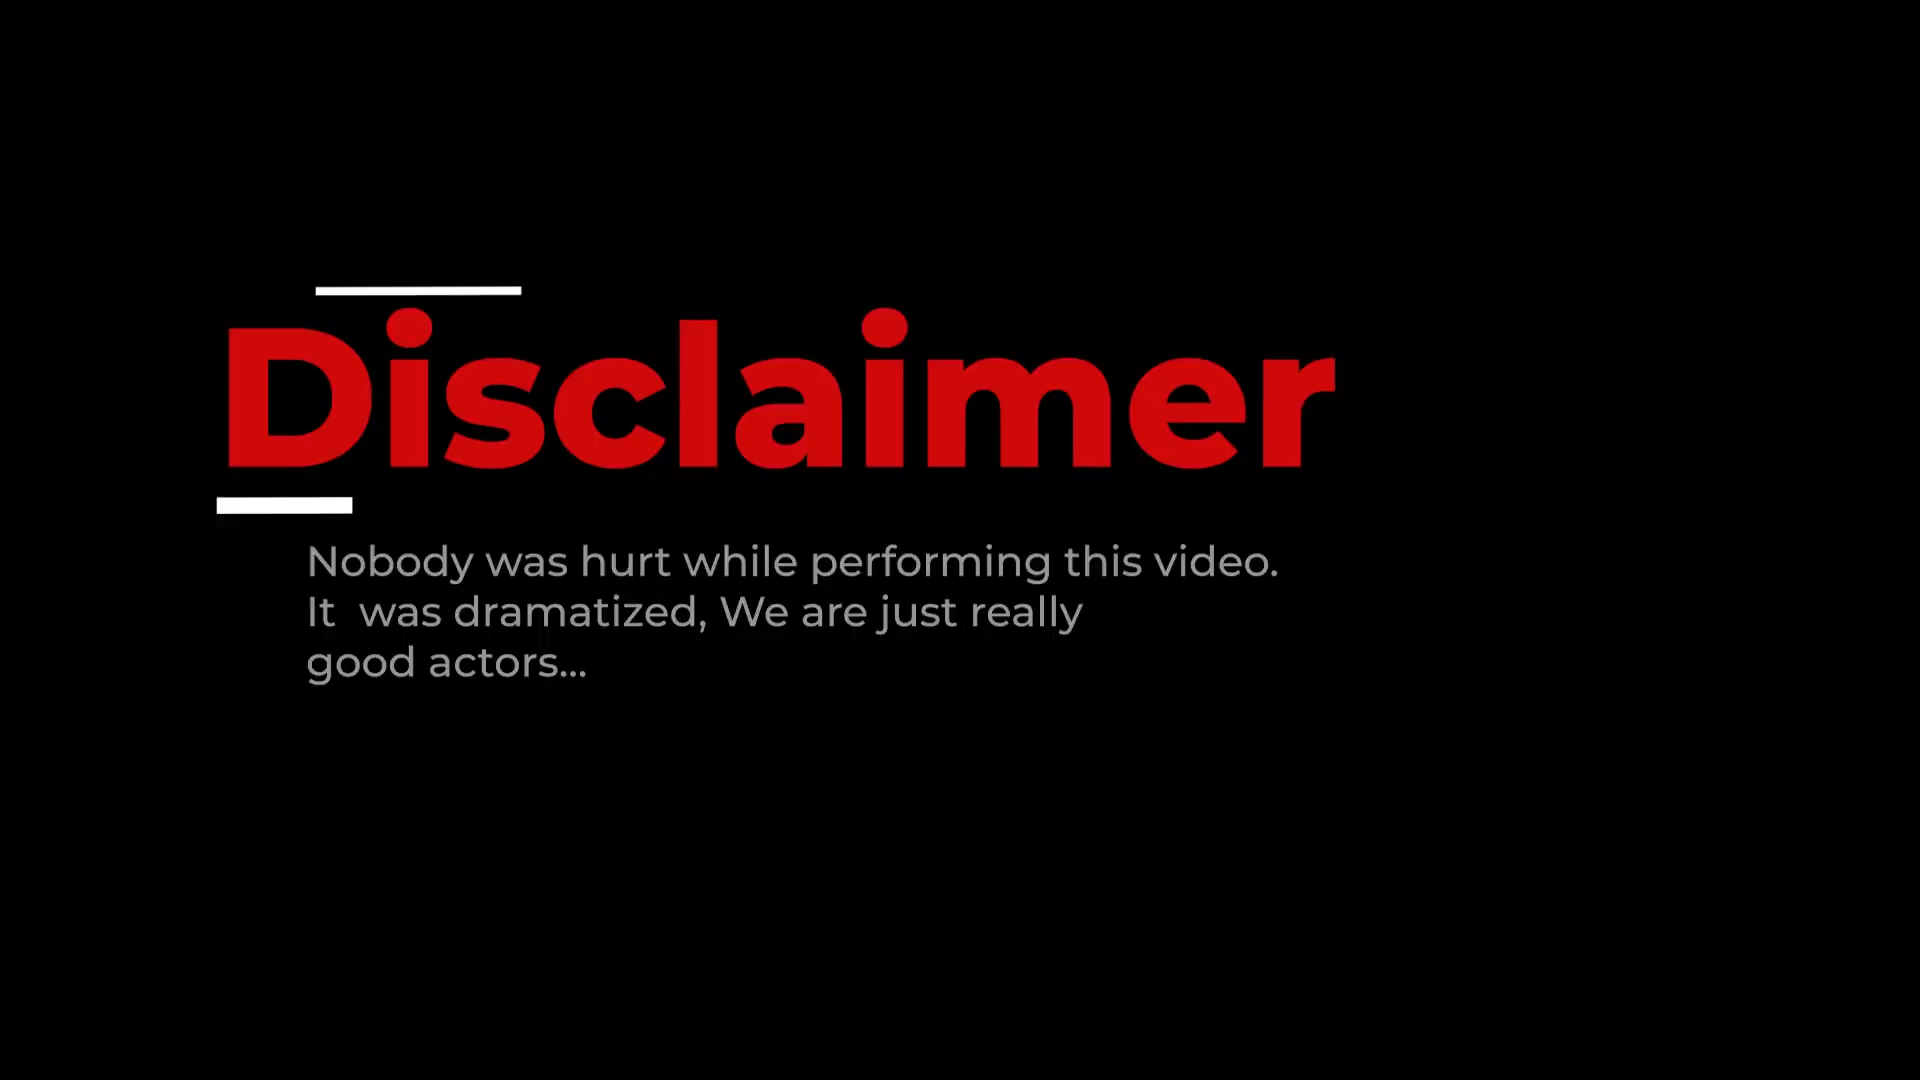 Disclaimer
Nobody was hurt while performing this video.
It  was dramatized, We are just really
good actors...